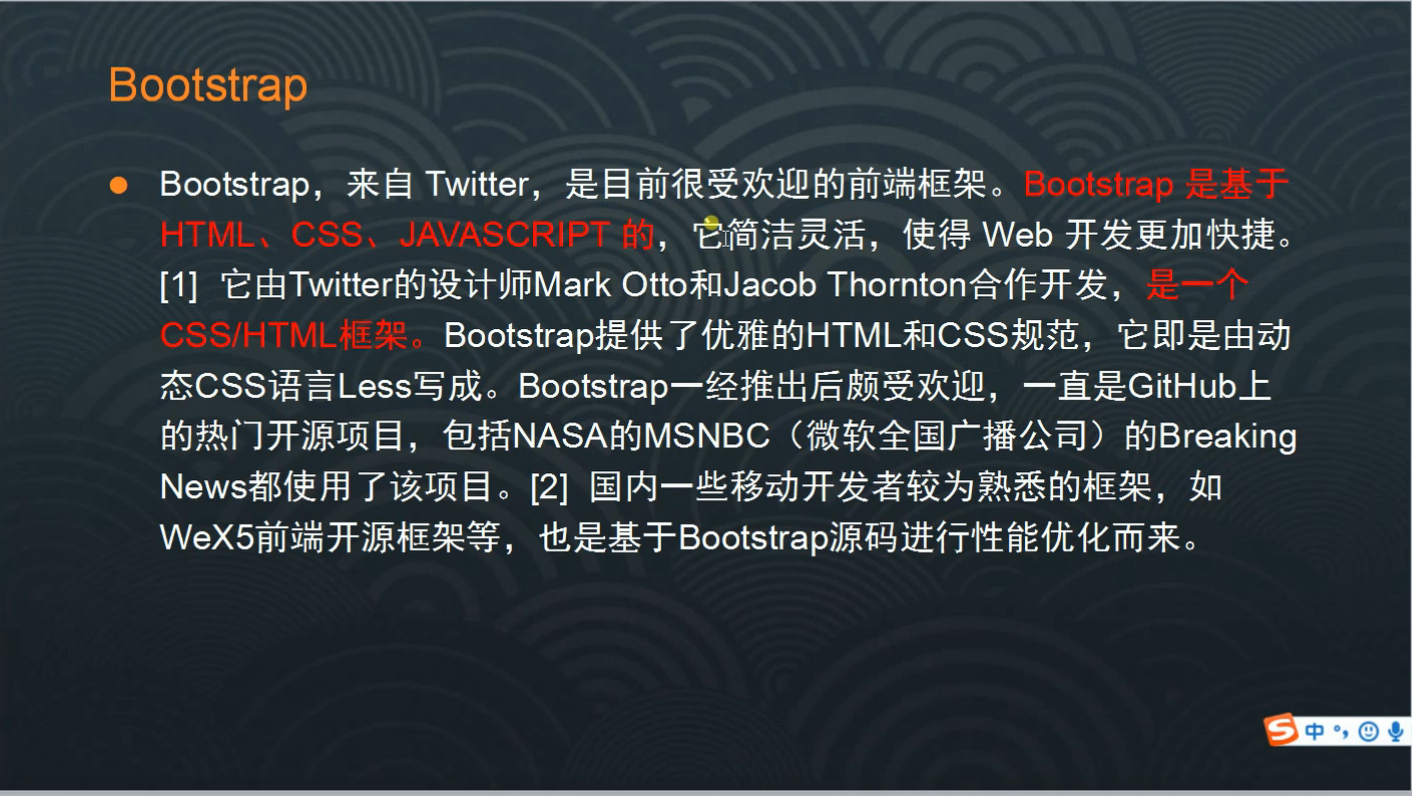 Bootstrap
Bootstrap，来自 Twitter，是目前很受欢迎的前端框架。Bootstrap 是基于
HTML、CSS、JAVASCRIPT 的，它简洁灵活，使得 Web 开发更加快捷。
[1] 它由Twitter的设计师Mark Otto和Jacob Thornton合作开发，是一个
CSS/HTML框架。Bootstrap提供了优雅的HTML和CSS规范，它即是由动
态CSS语言Less写成。Bootstrap一经推出后颇受欢迎，一直是GitHub上
的热门开源项目，包括NASA的MSNBC（微软全国广播公司）的Breaking
News都使用了该项目。[2] 国内一些移动开发者较为熟悉的框架，如
WeX5前端开源框架等，也是基于Bootstrap源码进行性能优化而来。
S 中 °,